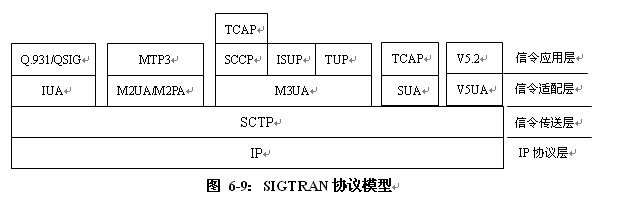 TCAP
Q.931/QSIG MTP3 SCCP ISUP TUP TCAP V5.2 信令应用层
IUA M2UA/M2PA M3UA SUA V5UA 信令适配层
SCTP 信令传送层
IP IP 协议层
图 6-9：SIGTRAN 协议模型